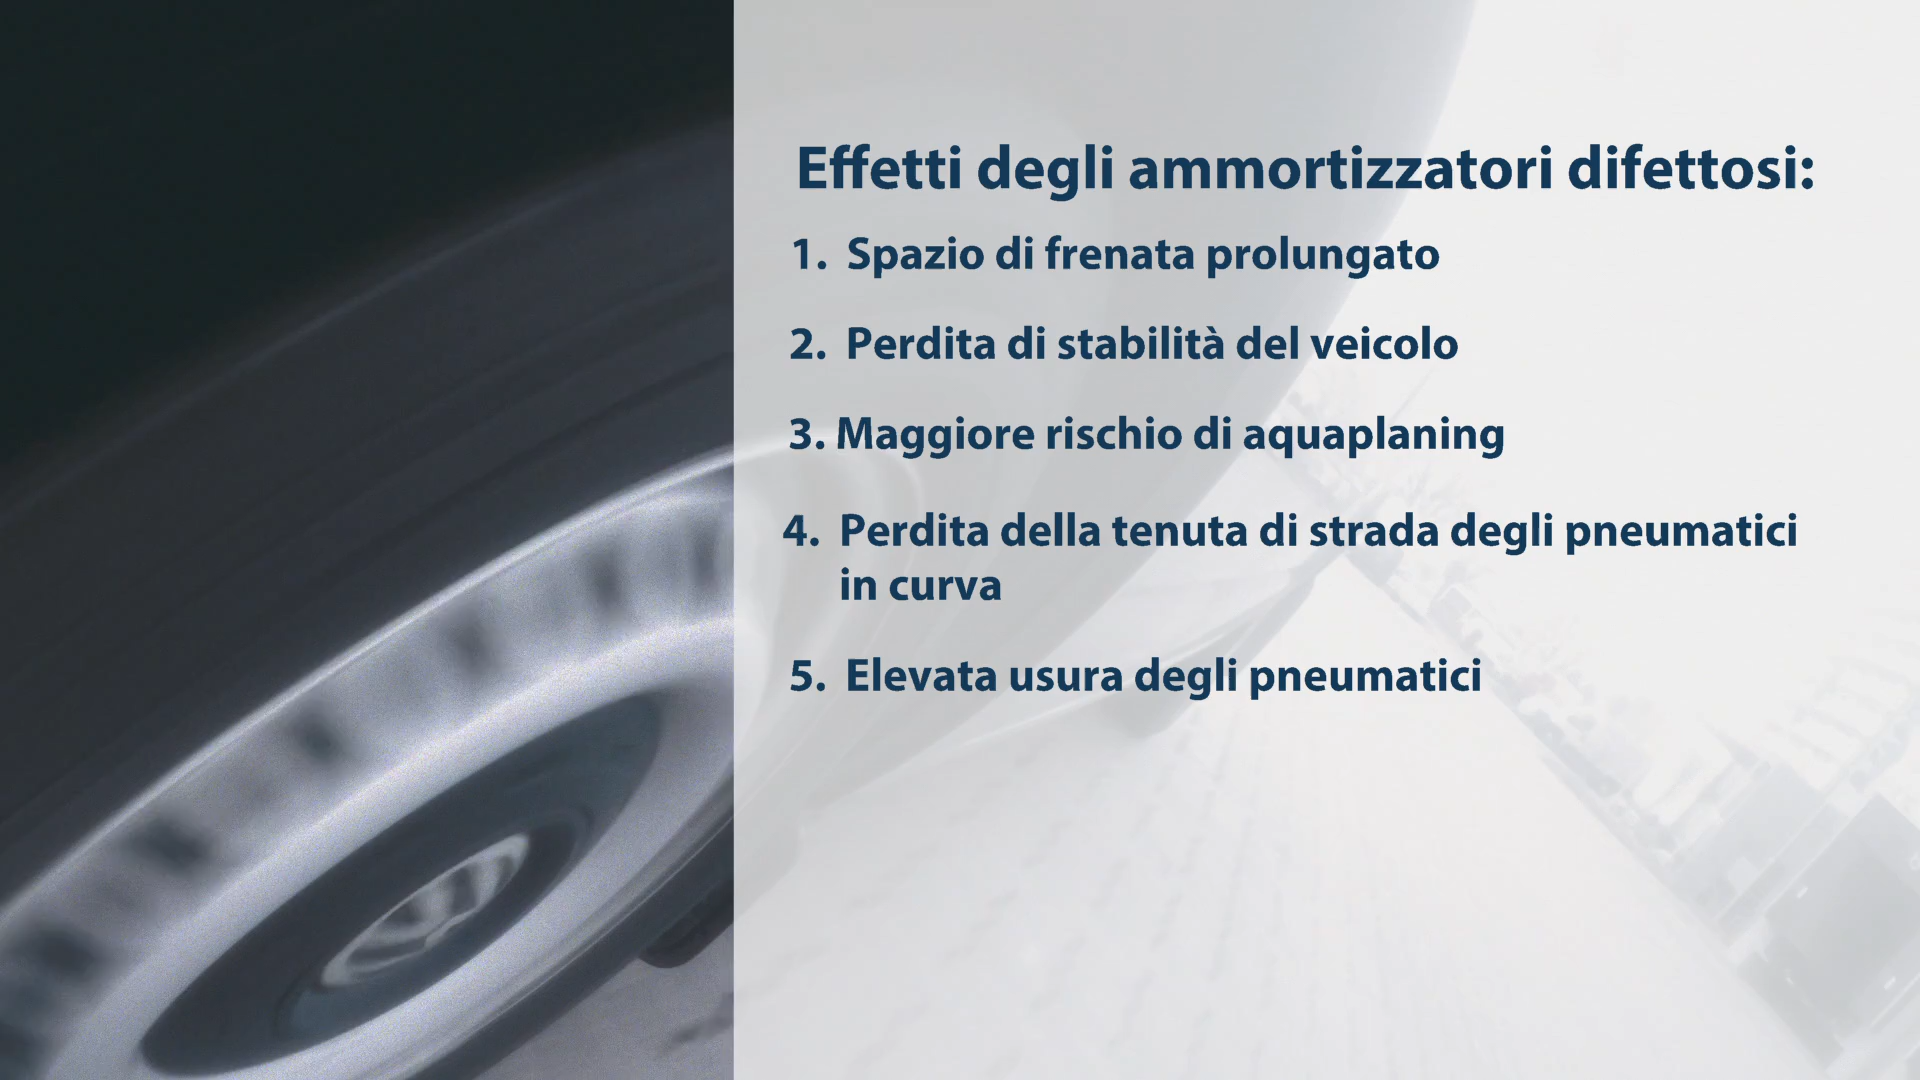 Effetti degli ammortizzatori difettosi:
1. Spazio di frenata prolungato
2. Perdita di stabilità del veicolo
3. Maggiore rischio di aquaplaning
4. Perdita della tenuta di strada degli pneumatici
in curva
5. Elevata usura degli pneumatici